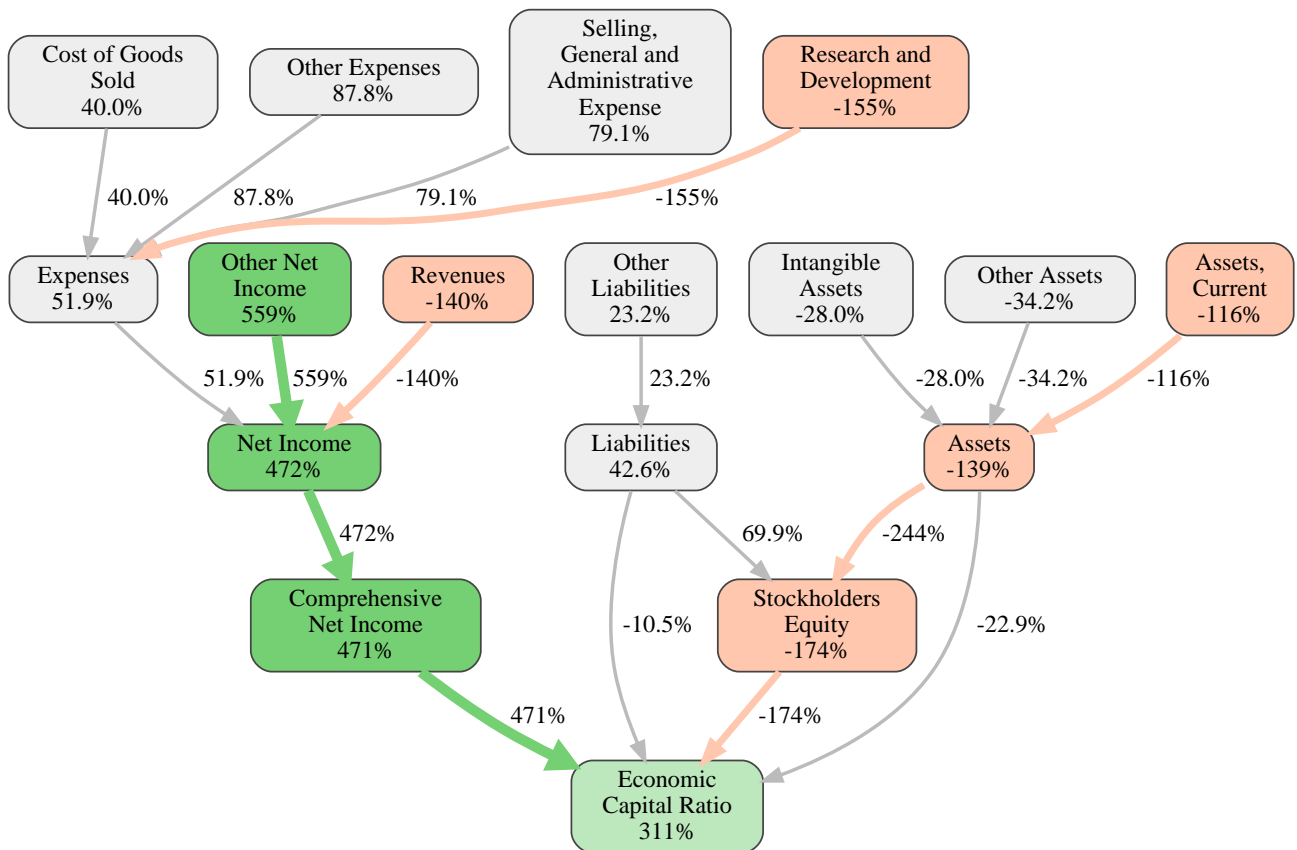 Cost of Goods
Sold
40.0%
Other Expenses
87.8%
Selling,
General and
Administrative
Expense
79.1%
Research and
Development
-155%
40.0%
87.8%
79.1%
-155%
Expenses
51.9%
Other Net
Income
559%
Revenues
-140%
Other
Liabilities
23.2%
Intangible
Assets
-28.0%
Other Assets
-34.2%
Assets,
Current
-116%
51.9%
559%
-140%
23.2%
-28.0%
-34.2%
-116%
Net Income
472%
Liabilities
42.6%
Assets
-139%
472%
69.9%
-244%
Comprehensive
Net Income
471%
-10.5%
Stockholders
Equity
-174%
-22.9%
471%
-174%
Economic
Capital Ratio
311%